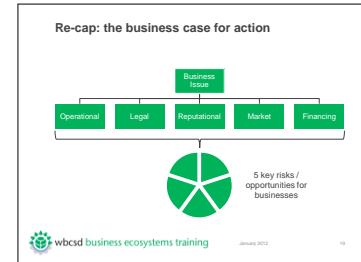 Re-cap: the business case for action
Business
Issue
Operational
Legal
Reputational
Market
Financing
5 key risks /
opportunities for
businesses
wbcsd business ecosystems training
January 2012
19